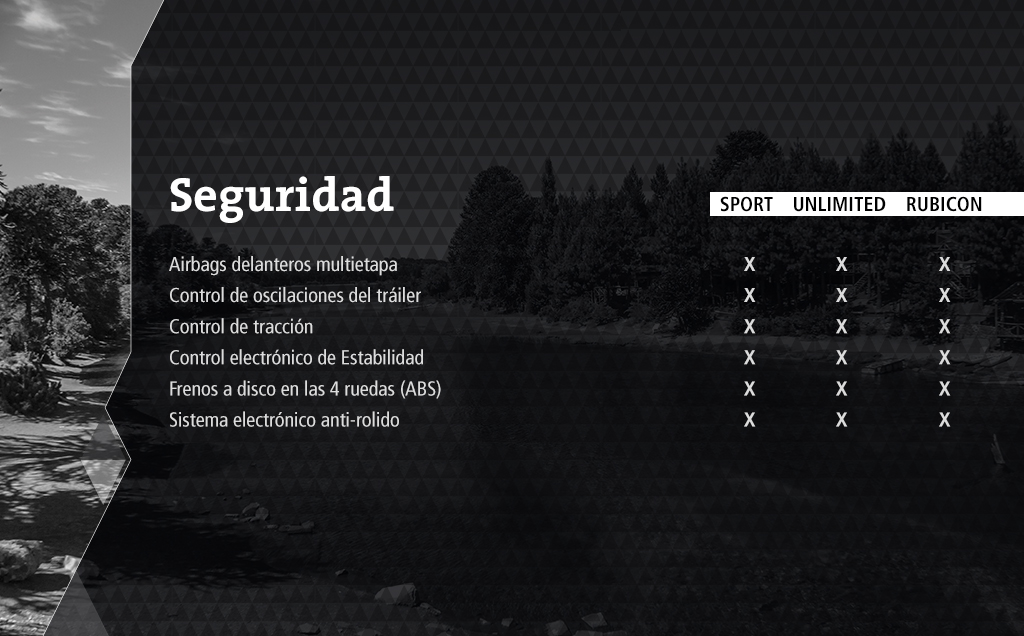 Seguridad
SPORT UNLIMITED RUBICON
Airbags delanteros multietapa X X X
Control de oscilaciones del tráiler X X X
Control de tracción X X X
Control electrónico de Estabilidad X X X
Frenos a disco en las 4 ruedas (ABS) X X X
Sistema electrónico anti-rolido X X X